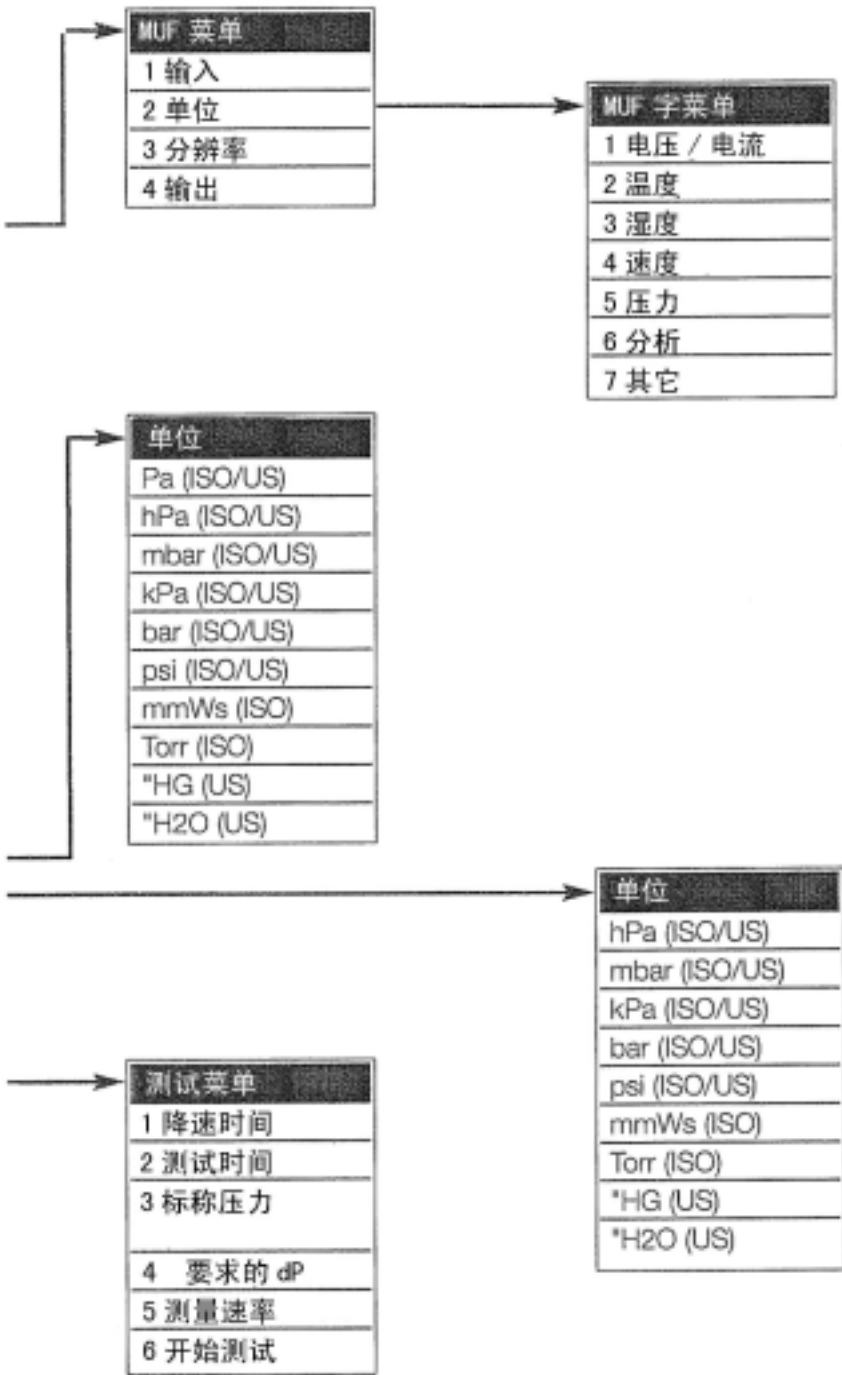 MUF 菜单
1 输入
2 单位
3 分辨率
4 输出
MUF 字菜单
1 电压 / 电流
2 温度
3 湿度
4 速度
5 压力
6 分析
7 其它
单位
Pa (ISO/US)
hPa (ISO/US)
mbar (ISO/US)
kPa (ISO/US)
bar (ISO/US)
psi (ISO/US)
mmWs (ISO)
Torr (ISO)
"HG (US)
"H2O (US)
单位
hPa (ISO/US)
mbar (ISO/US)
kPa (ISO/US)
bar (ISO/US)
psi (ISO/US)
mmWs (ISO)
Torr (ISO)
"HG (US)
"H2O (US)
测试菜单
1 降速时间
2 测试时间
3 标称压力
4 要求的 dP
5 测量速率
6 开始测试